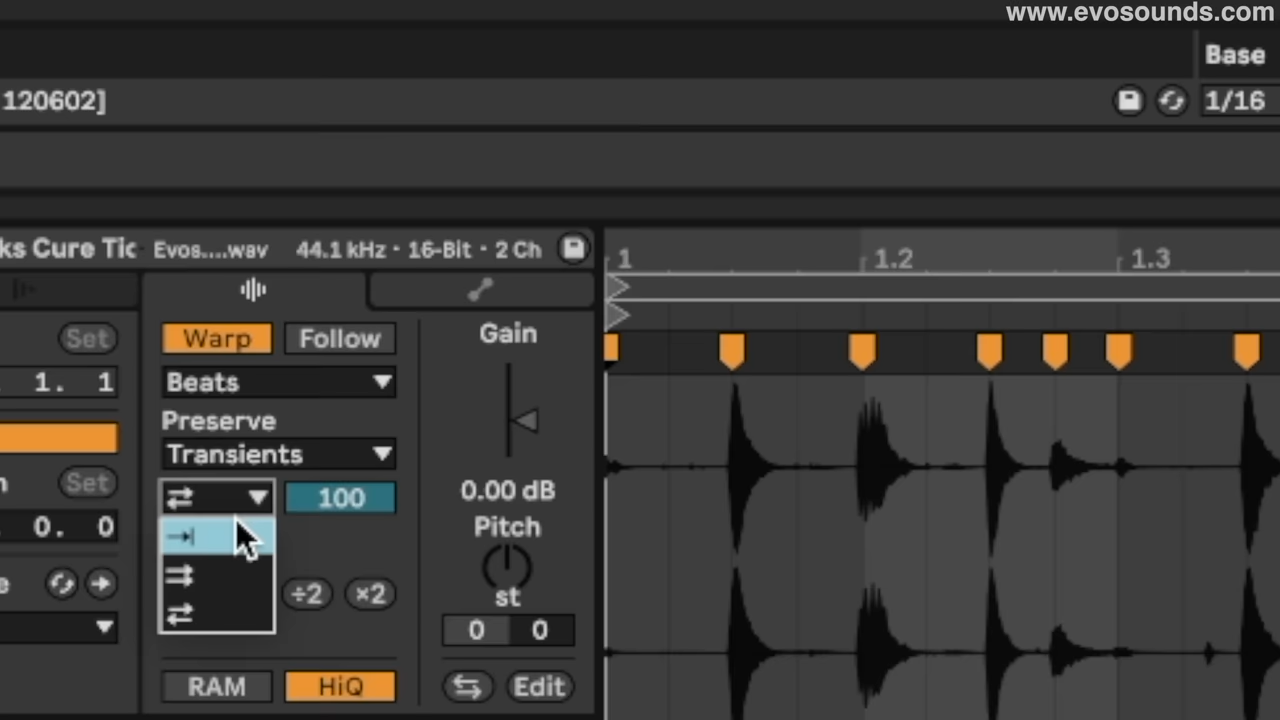 www.evosounds.com
Base
120602]
1/16
ks Cure Tic
Evos....wav
44.1 kHz · 16-Bit · 2 Ch
1
1.2
1.3
Set
Warp
Follow
Gain
1. 1
Beats
Preserve
Transients
Set
100
0.00 dB
0. 0
Pitch
÷2
×2
st
0
0
RAM
HiQ
Edit